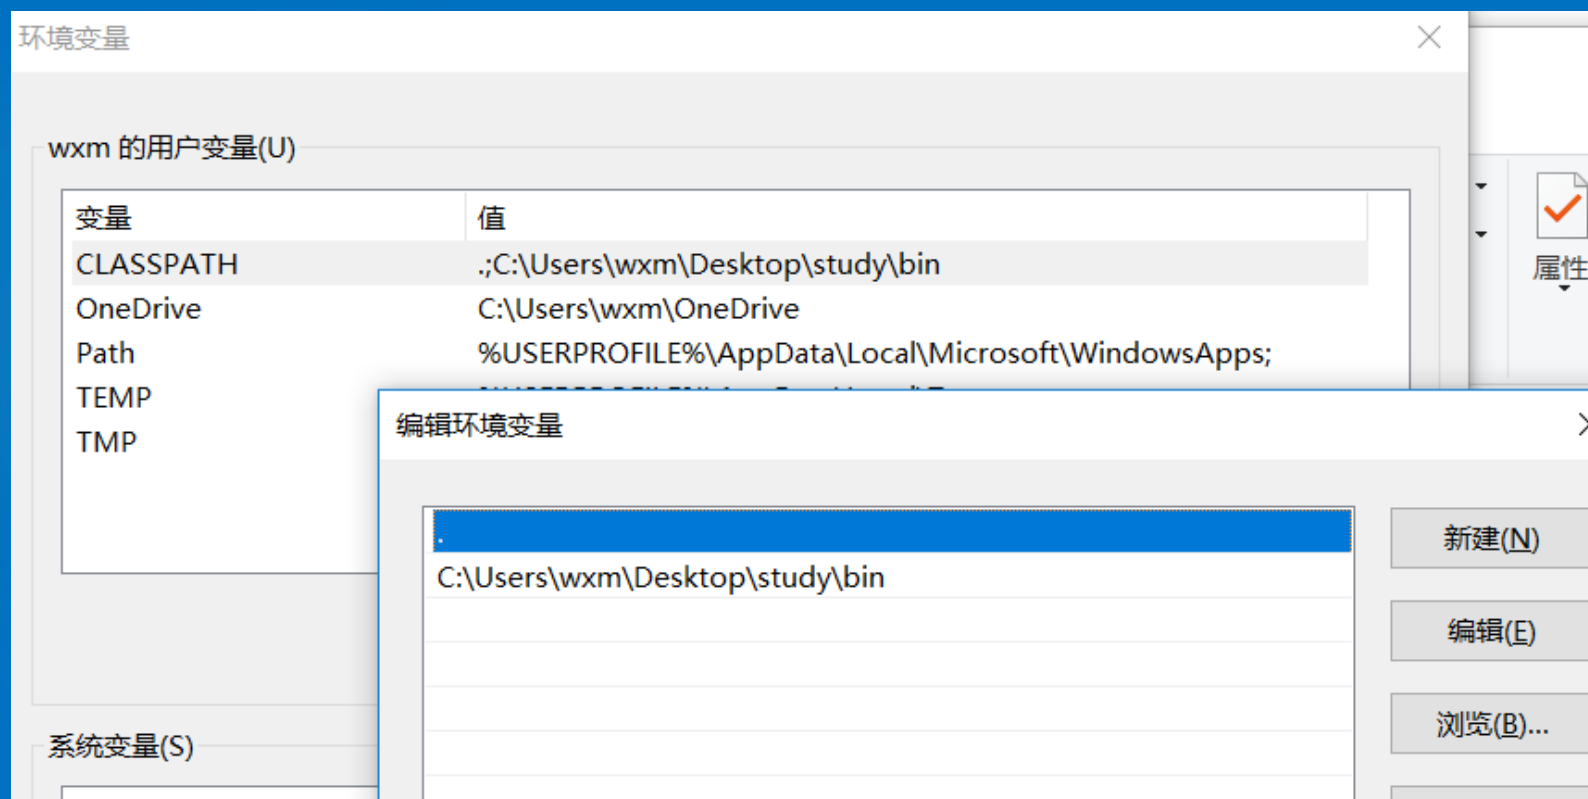 环境变量
wxm 的用户变量(U)
变量 值
CLASSPATH .;C:\Users\wxm\Desktop\study\bin
OneDrive C:\Users\wxm\OneDrive
Path %USERPROFILE%\AppData\Local\Microsoft\WindowsApps;
TEMP
TMP
属性
编辑环境变量
.
C:\Users\wxm\Desktop\study\bin
新建(N)
编辑(E)
浏览(B)...
系统变量(S)